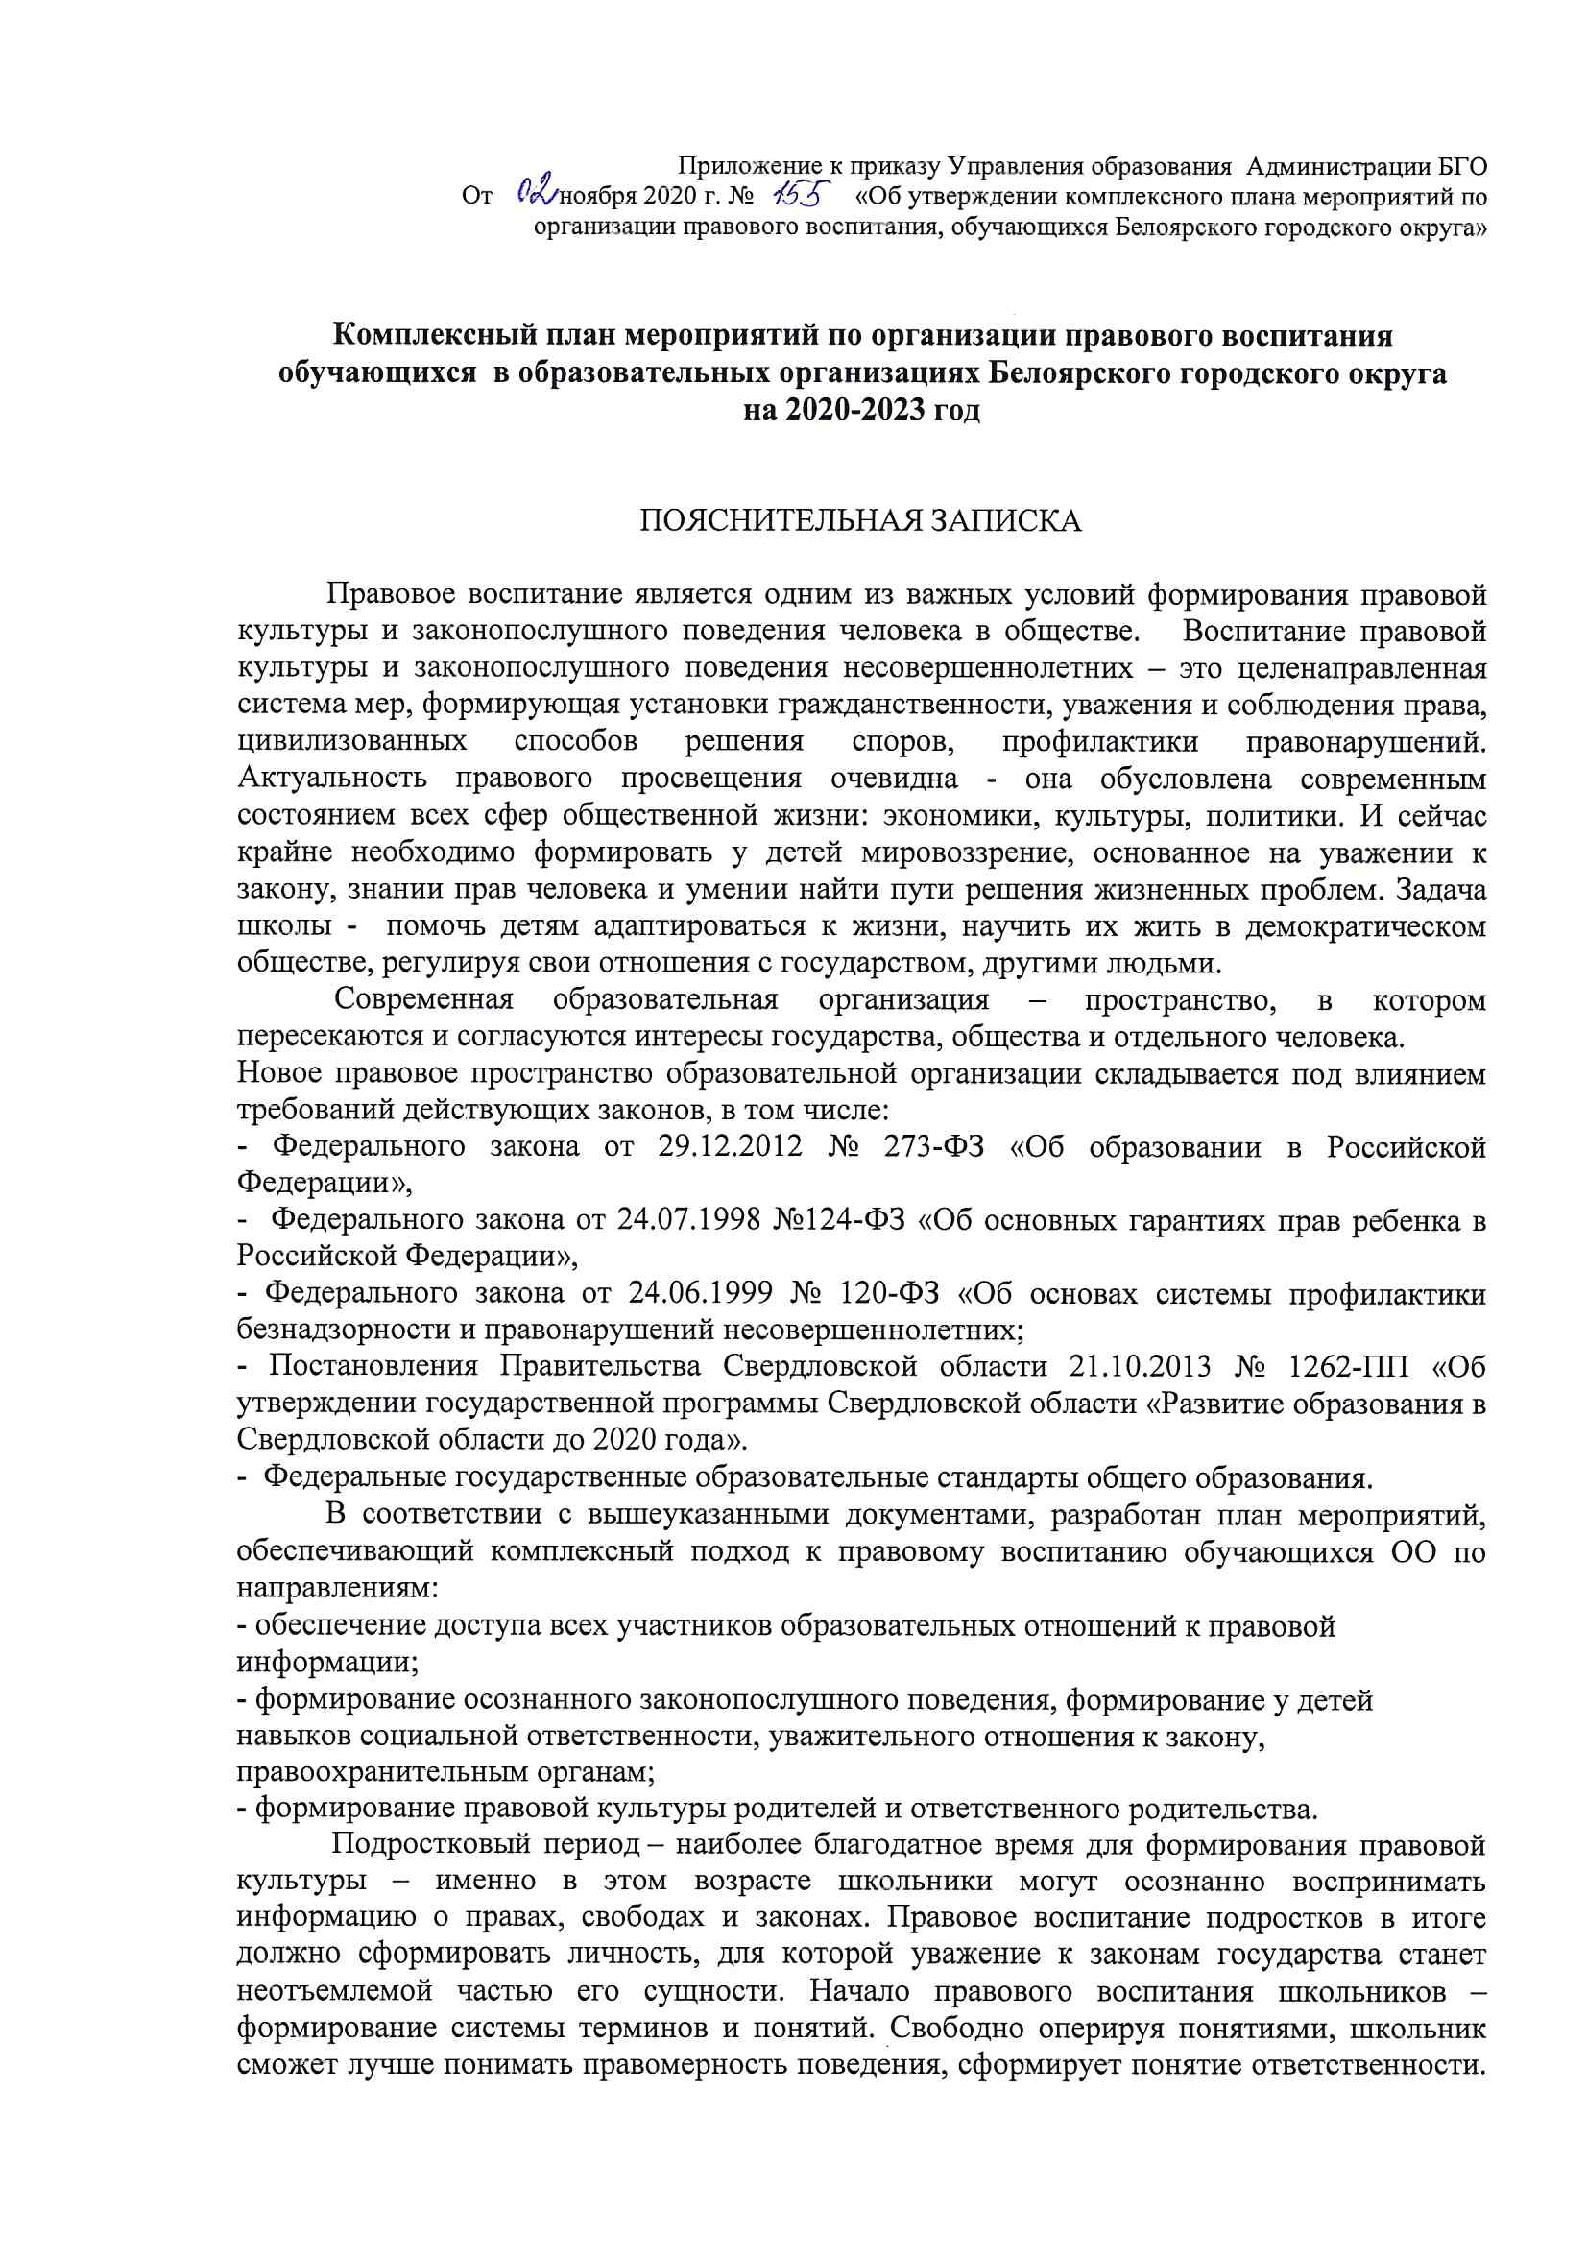 Приложение к приказу Управления образования Администрации БГО
От 02 ноября 2020 г. № 155 «Об утверждении комплексного плана мероприятий по
организации правового воспитания, обучающихся Белоярского городского округа»
Комплексный план мероприятий по организации правового воспитания
обучающихся в образовательных организациях Белоярского городского округа
на 2020-2023 год
ПОЯСНИТЕЛЬНАЯ ЗАПИСКА
Правовое воспитание является одним из важных условий формирования правовой
культуры и законопослушного поведения человека в обществе. Воспитание правовой
культуры и законопослушного поведения несовершеннолетних – это целенаправленная
система мер, формирующая установки гражданственности, уважения и соблюдения права,
цивилизованных способов решения споров, профилактики правонарушений.
Актуальность правового просвещения очевидна - она обусловлена современным
состоянием всех сфер общественной жизни: экономики, культуры, политики. И сейчас
крайне необходимо формировать у детей мировоззрение, основанное на уважении к
закону, знании прав человека и умении найти пути решения жизненных проблем. Задача
школы - помочь детям адаптироваться к жизни, научить их жить в демократическом
обществе, регулируя свои отношения с государством, другими людьми.
Современная образовательная организация – пространство, в котором
пересекаются и согласуются интересы государства, общества и отдельного человека.
Новое правовое пространство образовательной организации складывается под влиянием
требований действующих законов, в том числе:
- Федерального закона от 29.12.2012 № 273-ФЗ «Об образовании в Российской
Федерации»,
- Федерального закона от 24.07.1998 №124-ФЗ «Об основных гарантиях прав ребенка в
Российской Федерации»,
- Федерального закона от 24.06.1999 № 120-ФЗ «Об основах системы профилактики
безнадзорности и правонарушений несовершеннолетних;
- Постановления Правительства Свердловской области 21.10.2013 № 1262-ПП «Об
утверждении государственной программы Свердловской области «Развитие образования в
Свердловской области до 2020 года».
- Федеральные государственные образовательные стандарты общего образования.
В соответствии с вышеуказанными документами, разработан план мероприятий,
обеспечивающий комплексный подход к правовому воспитанию обучающихся ОО по
направлениям:
- обеспечение доступа всех участников образовательных отношений к правовой
информации;
- формирование осознанного законопослушного поведения, формирование у детей
навыков социальной ответственности, уважительного отношения к закону,
правоохранительным органам;
- формирование правовой культуры родителей и ответственного родительства.
Подростковый период – наиболее благодатное время для формирования правовой
культуры – именно в этом возрасте школьники могут осознанно воспринимать
информацию о правах, свободах и законах. Правовое воспитание подростков в итоге
должно сформировать личность, для которой уважение к законам государства станет
неотъемлемой частью его сущности. Начало правового воспитания школьников –
формирование системы терминов и понятий. Свободно оперируя понятиями, школьник
сможет лучше понимать правомерность поведения, сформирует понятие ответственности.